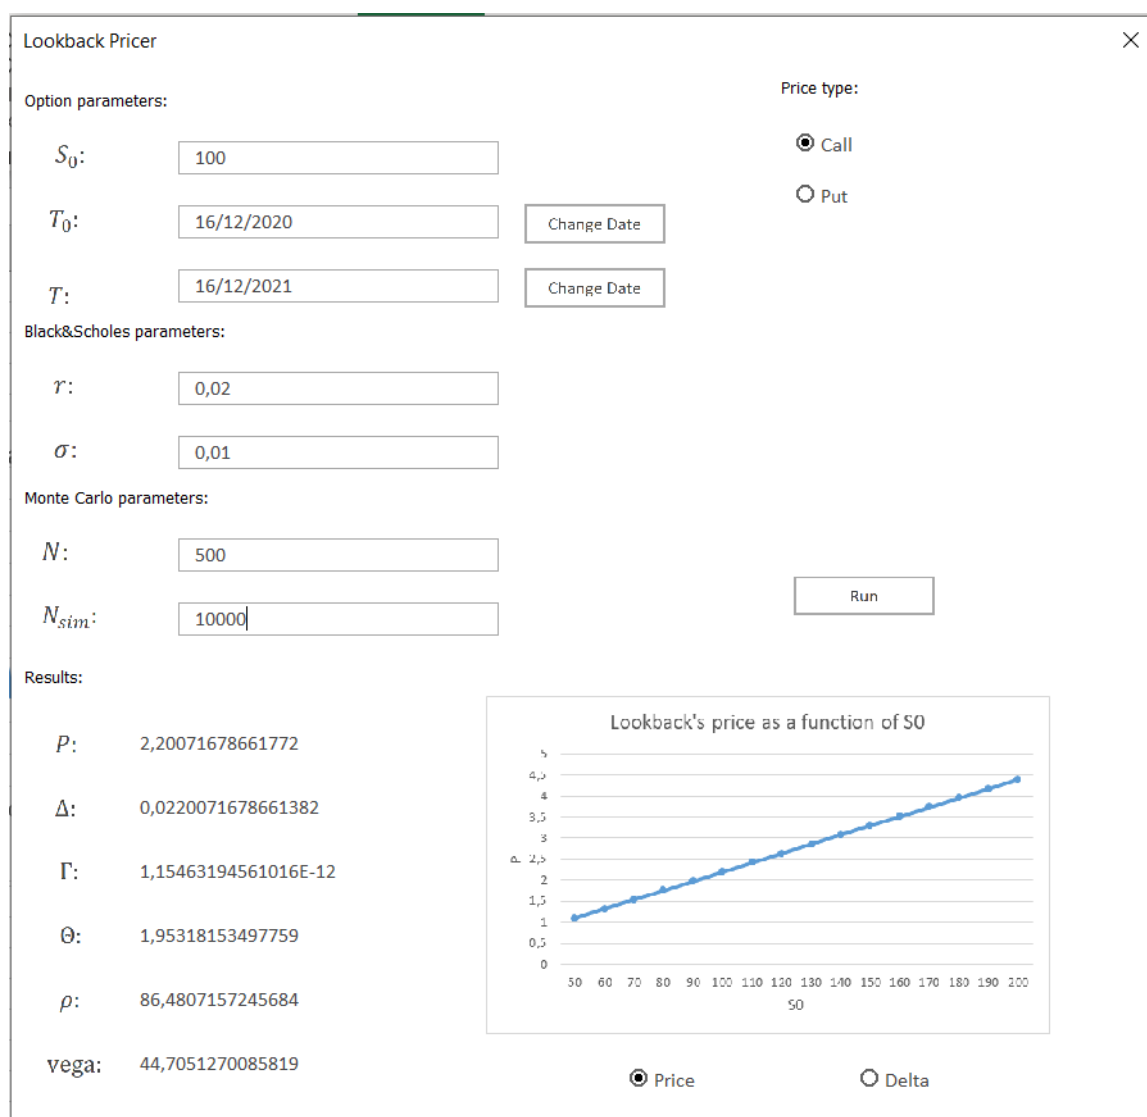 Lookback Pricer
Option parameters:
Price type:
S0: 100
Call
T0: 16/12/2020 Change Date
Put
T: 16/12/2021 Change Date
Black&Scholes parameters:
r: 0,02
σ: 0,01
Monte Carlo parameters:
N: 500
Nsim: 10000
Run
Results:
P: 2,20071678661772
Δ: 0,0220071678661382
Γ: 1,15463194561016E-12
Θ: 1,95318153497759
ρ: 86,4807157245684
vega: 44,7051270085819
Lookback's price as a function of S0
5
4,5
4
3,5
3
2,5
2
1,5
1
0,5
0
P
50 60 70 80 90 100 110 120 130 140 150 160 170 180 190 200
S0
Price Delta